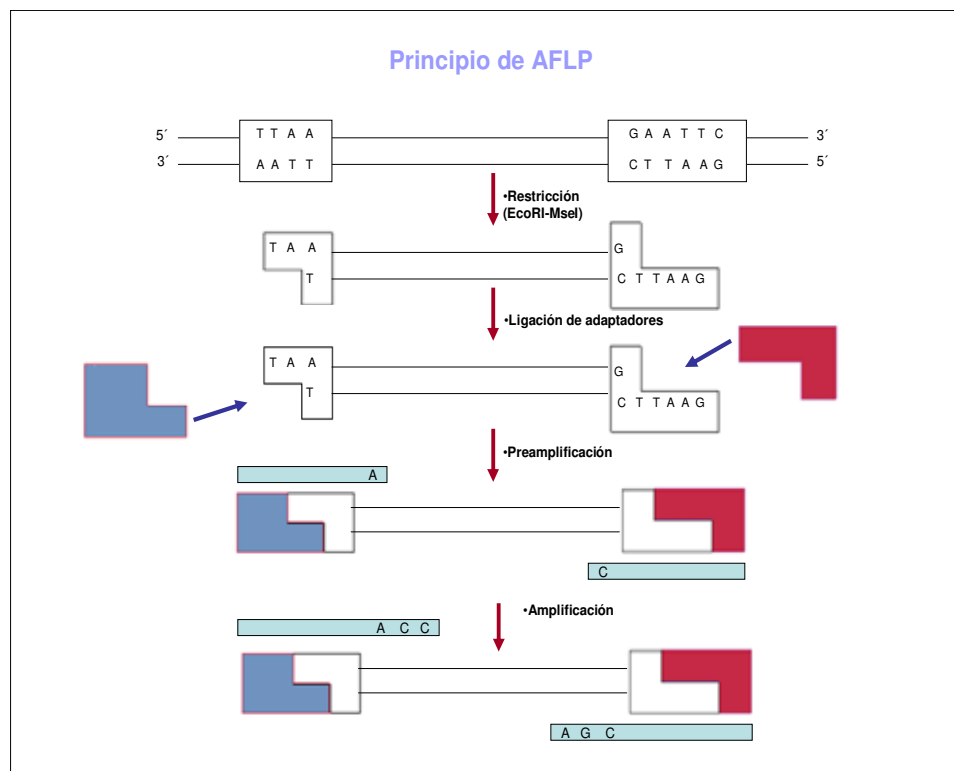 Principio de AFLP
5´ T T A A G A A T T C 3´
3´ A A T T C T T A A G 5´
•Restricción
(EcoRI-MseI)
T A A G
T C T T A A G
•Ligación de adaptadores
T A A G
T C T T A A G
•Preamplificación
A
C
•Amplificación
A C C
A G C